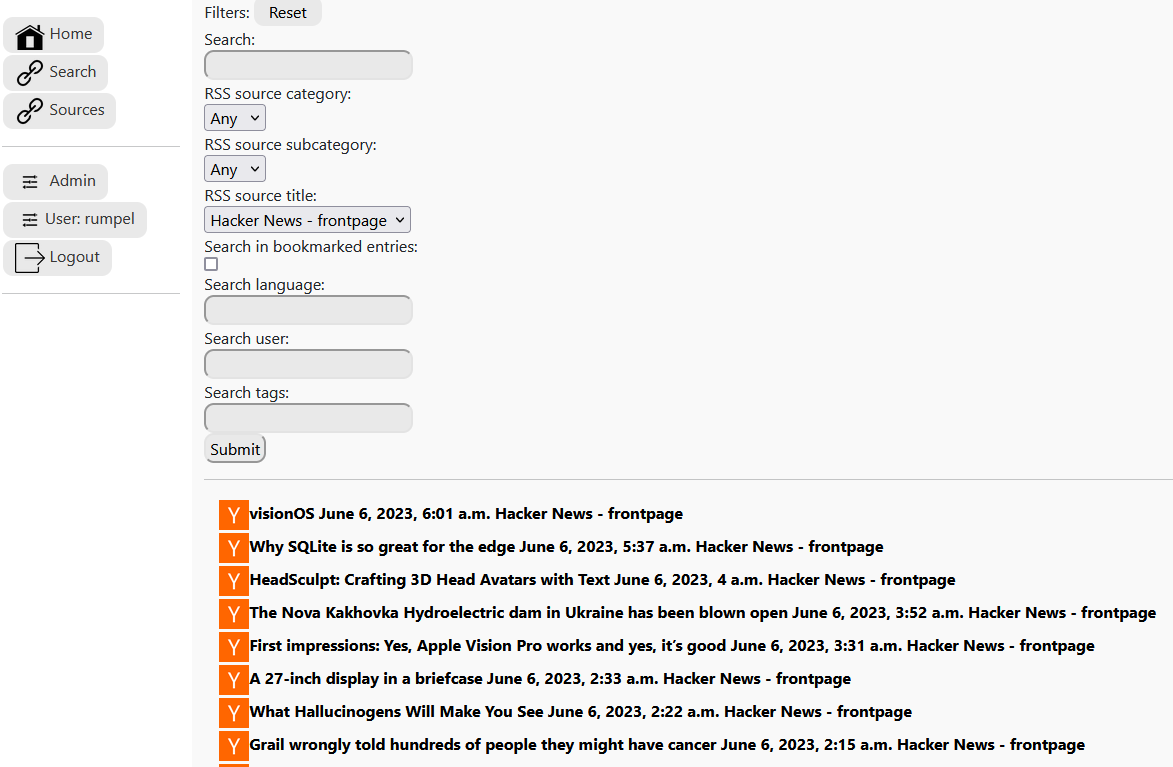 Home
Search
Sources
Admin
User: rumpel
Logout
Filters: Reset
Search:
RSS source category:
Any
RSS source subcategory:
Any
RSS source title:
Hacker News - frontpage
Search in bookmarked entries:
Search language:
Search user:
Search tags:
Submit
Y visionOS June 6, 2023, 6:01 a.m. Hacker News - frontpage
Y Why SQLite is so great for the edge June 6, 2023, 5:37 a.m. Hacker News - frontpage
Y HeadSculpt: Crafting 3D Head Avatars with Text June 6, 2023, 4 a.m. Hacker News - frontpage
Y The Nova Kakhovka Hydroelectric dam in Ukraine has been blown open June 6, 2023, 3:52 a.m. Hacker News - frontpage
Y First impressions: Yes, Apple Vision Pro works and yes, it’s good June 6, 2023, 3:31 a.m. Hacker News - frontpage
Y A 27-inch display in a briefcase June 6, 2023, 2:33 a.m. Hacker News - frontpage
Y What Hallucinogens Will Make You See June 6, 2023, 2:22 a.m. Hacker News - frontpage
Y Grail wrongly told hundreds of people they might have cancer June 6, 2023, 2:15 a.m. Hacker News - frontpage